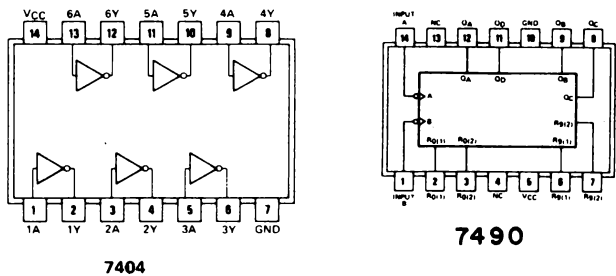 VCC 6A 6Y 5A 5Y 4A 4Y
14 13 12 11 10 9 8
1 2 3 4 5 6 7
1A 1Y 2A 2Y 3A 3Y GND
7404
INPUT A NC QA QD GND QB QC
14 13 12 11 10 9 8
QA QD QB
QC
A
B
R0(1) R0(2) R9(1) R9(2)
1 2 3 4 5 6 7
INPUT B R0(1) R0(2) NC VCC R9(1) R9(2)
7490